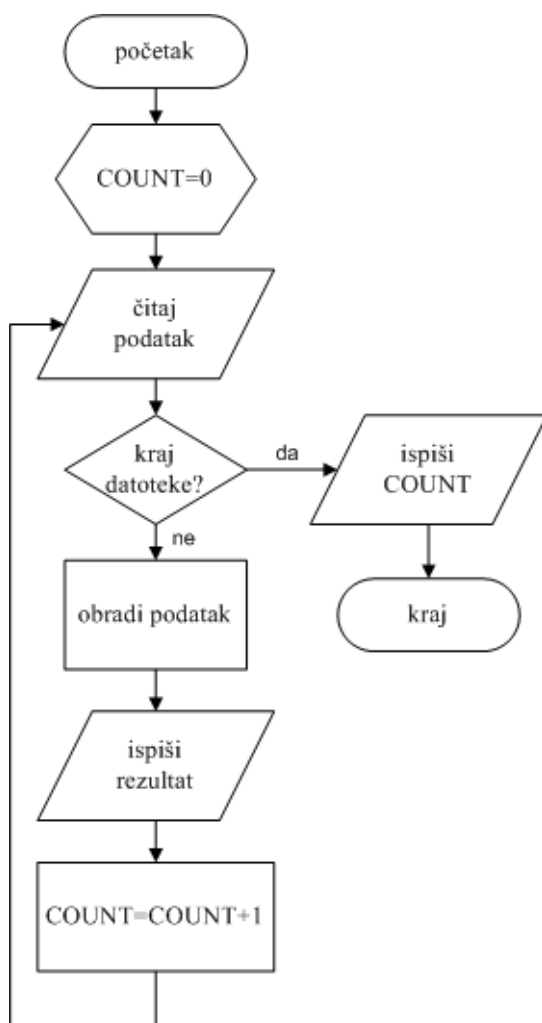 početak
COUNT=0
čitaj
podatak
kraj
datoteke?
da
ispiši
COUNT
ne
obradi podatak
kraj
ispiši
rezultat
COUNT=COUNT+1